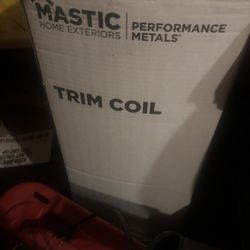 MASTIC
HOME EXTERIORS
PERFORMANCE
METALS
TRIM COIL